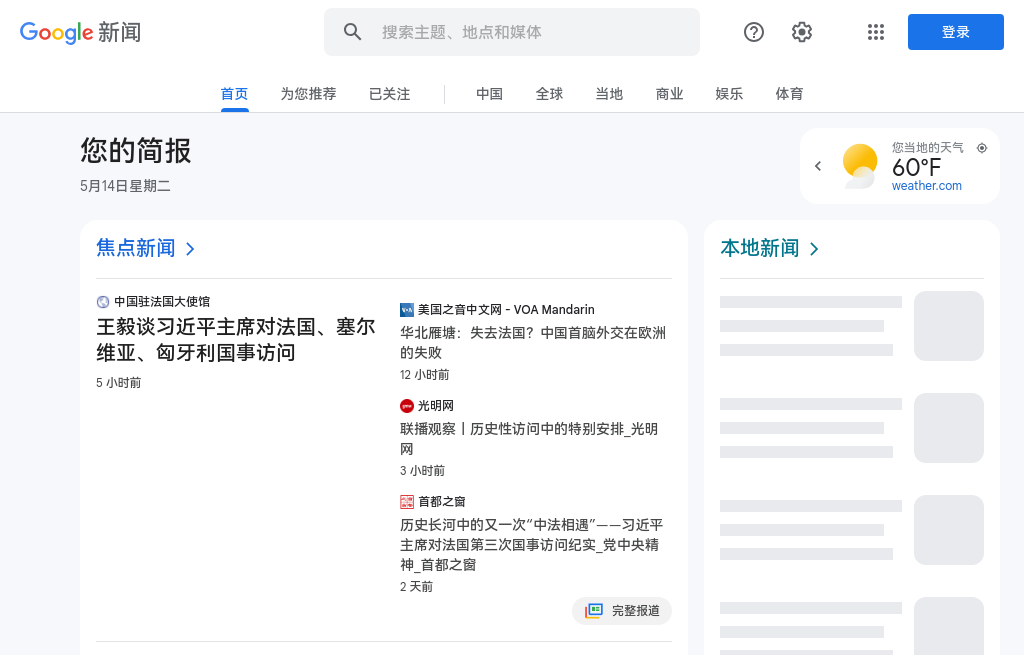 Google 新闻
搜索主题、地点和媒体
登录
首页
为您推荐
已关注
中国
全球
当地
商业
娱乐
体育
您的简报
5月14日星期二
您当地的天气
60°F
weather.com
焦点新闻
中国驻法国大使馆
王毅谈习近平主席对法国、塞尔
维亚、匈牙利国事访问
5 小时前
美国之音中文网 - VOA Mandarin
华北雁塘：失去法国？中国首脑外交在欧洲
的失败
12 小时前
光明网
联播观察丨历史性访问中的特别安排_光明
网
3 小时前
首都之窗
历史长河中的又一次“中法相遇”——习近平
主席对法国第三次国事访问纪实_党中央精
神_首都之窗
2 天前
完整报道
本地新闻